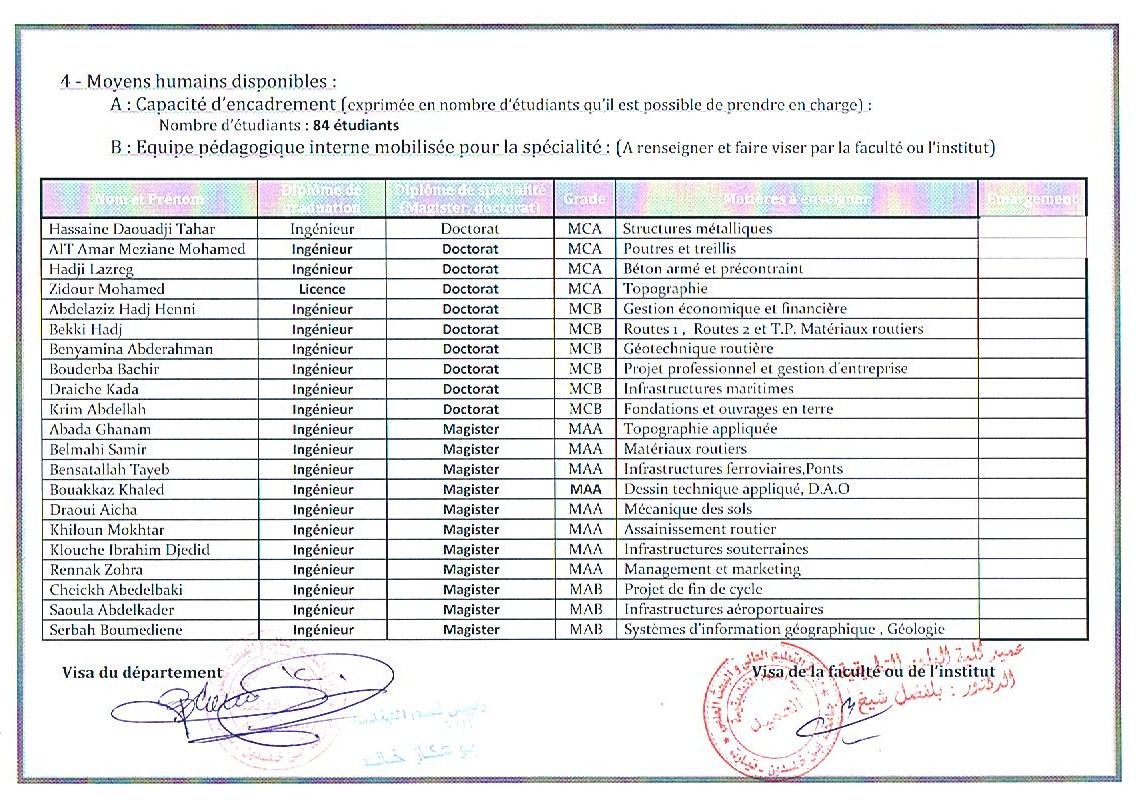 4 - Moyens humains disponibles :
A : Capacité d'encadrement (exprimée en nombre d'étudiants qu'il est possible de prendre en charge) :
Nombre d'étudiants : 84 étudiants
B : Equipe pédagogique interne mobilisée pour la spécialité : (A renseigner et faire viser par la faculté ou l'institut)
Nom et Prénom Diplôme de graduation Diplôme de spécialité (Magister, doctorat) Grade Matières à enseigner Emargement
Hassaine Daouadji Tahar Ingénieur Doctorat MCA Structures métalliques
AIT Amar Meziane Mohamed Ingénieur Doctorat MCA Poutres et treillis
Hadji Lazreg Ingénieur Doctorat MCA Béton armé et précontraint
Zidour Mohamed Licence Doctorat MCA Topographie
Abdelaziz Hadj Henni Ingénieur Doctorat MCB Gestion économique et financière
Bekki Hadj Ingénieur Doctorat MCB Routes 1 , Routes 2 et T.P. Matériaux routiers
Benyamina Abderahman Ingénieur Doctorat MCB Géotechnique routière
Bouderba Bachir Ingénieur Doctorat MCB Projet professionnel et gestion d'entreprise
Draiche Kada Ingénieur Doctorat MCB Infrastructures maritimes
Krim Abdellah Ingénieur Doctorat MCB Fondations et ouvrages en terre
Abada Ghanam Ingénieur Magister MAA Topographie appliquée
Belmahi Samir Ingénieur Magister MAA Matériaux routiers
Bensatallah Tayeb Ingénieur Magister MAA Infrastructures ferroviaires,Ponts
Bouakkaz Khaled Ingénieur Magister MAA Dessin technique appliqué, D.A.O
Draoui Aicha Ingénieur Magister MAA Mécanique des sols
Khiloun Mokhtar Ingénieur Magister MAA Assainissement routier
Klouche Ibrahim Djedid Ingénieur Magister MAA Infrastructures souterraines
Rennak Zohra Ingénieur Magister MAA Management et marketing
Cheickh Abedelbaki Ingénieur Magister MAB Projet de fin de cycle
Saoula Abdelkader Ingénieur Magister MAB Infrastructures aéroportuaires
Serbah Boumediene Ingénieur Magister MAB Systèmes d'information géographique , Géologie
Visa du département
Visa de la faculté ou de l'institut
عميد كلية العلوم التطبيقية
الدكتور : بلفضل شيخ
العميد
بو عكاز خالد